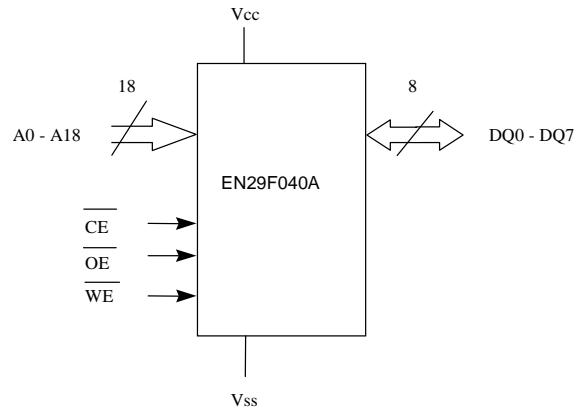 Vcc
18
8
A0 - A18
DQ0 - DQ7
EN29F040A
CE
OE
WE
Vss